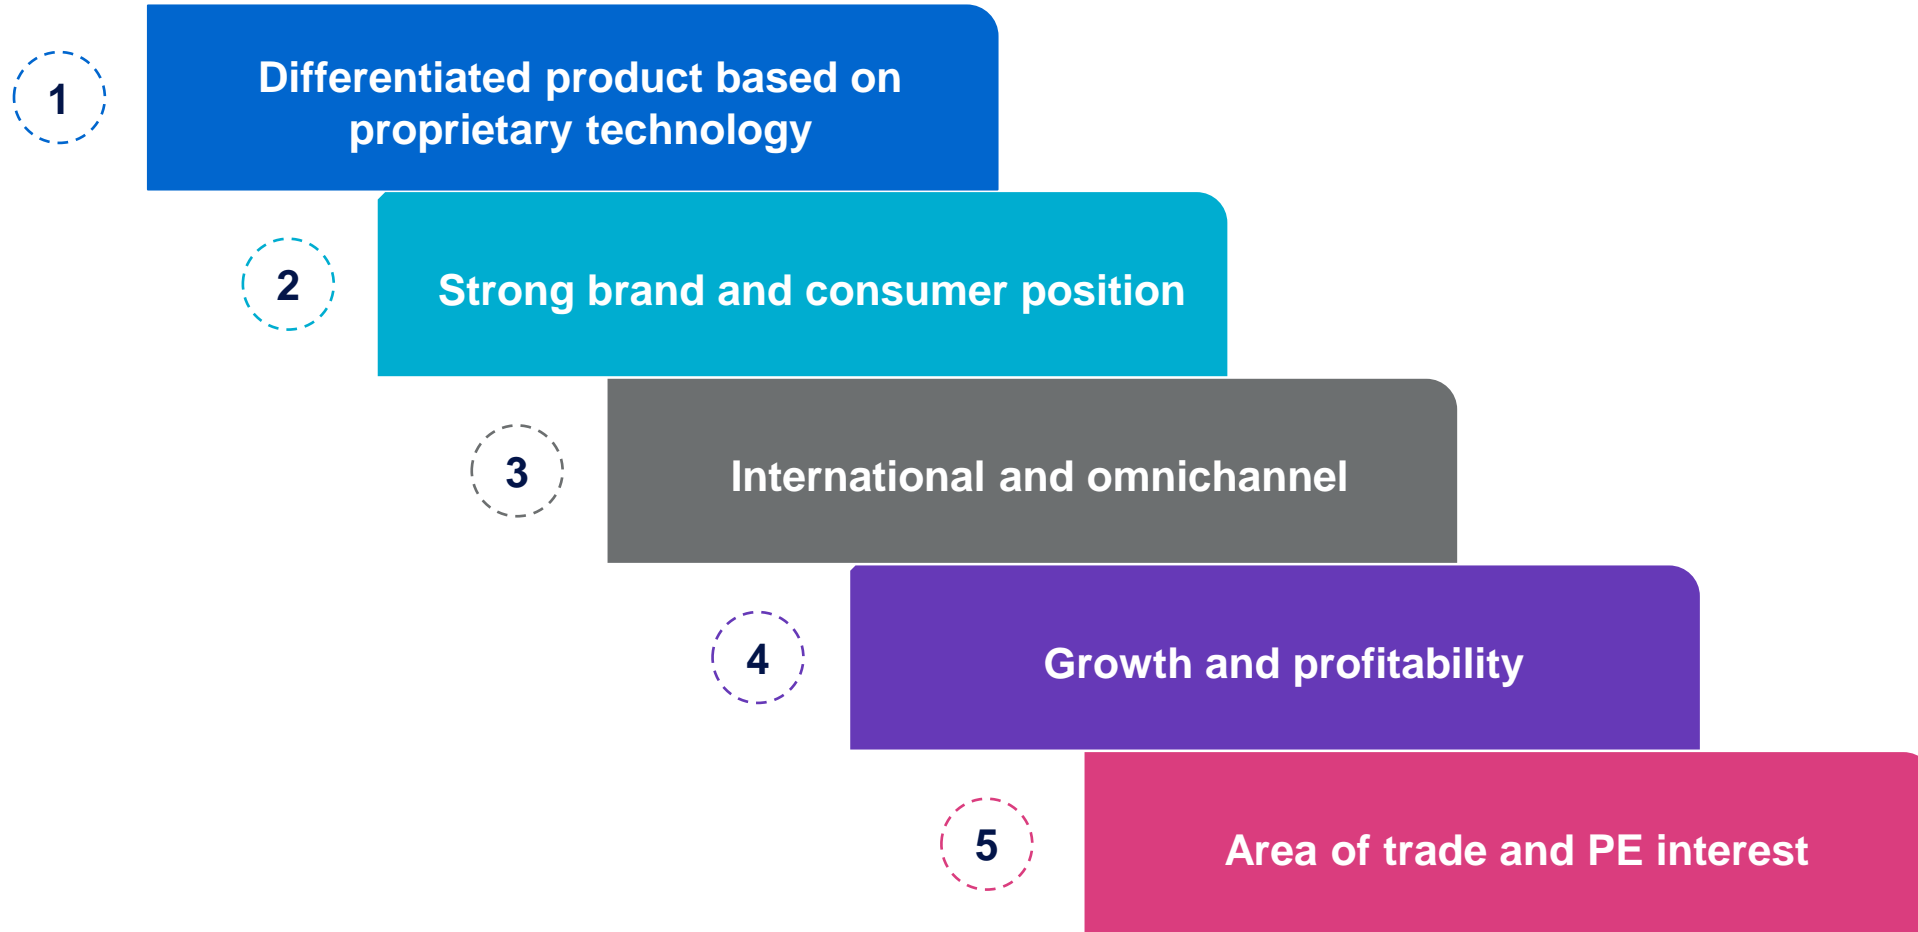 1
Differentiated product based on
proprietary technology
2
Strong brand and consumer position
3
International and omnichannel
4
Growth and profitability
5
Area of trade and PE interest